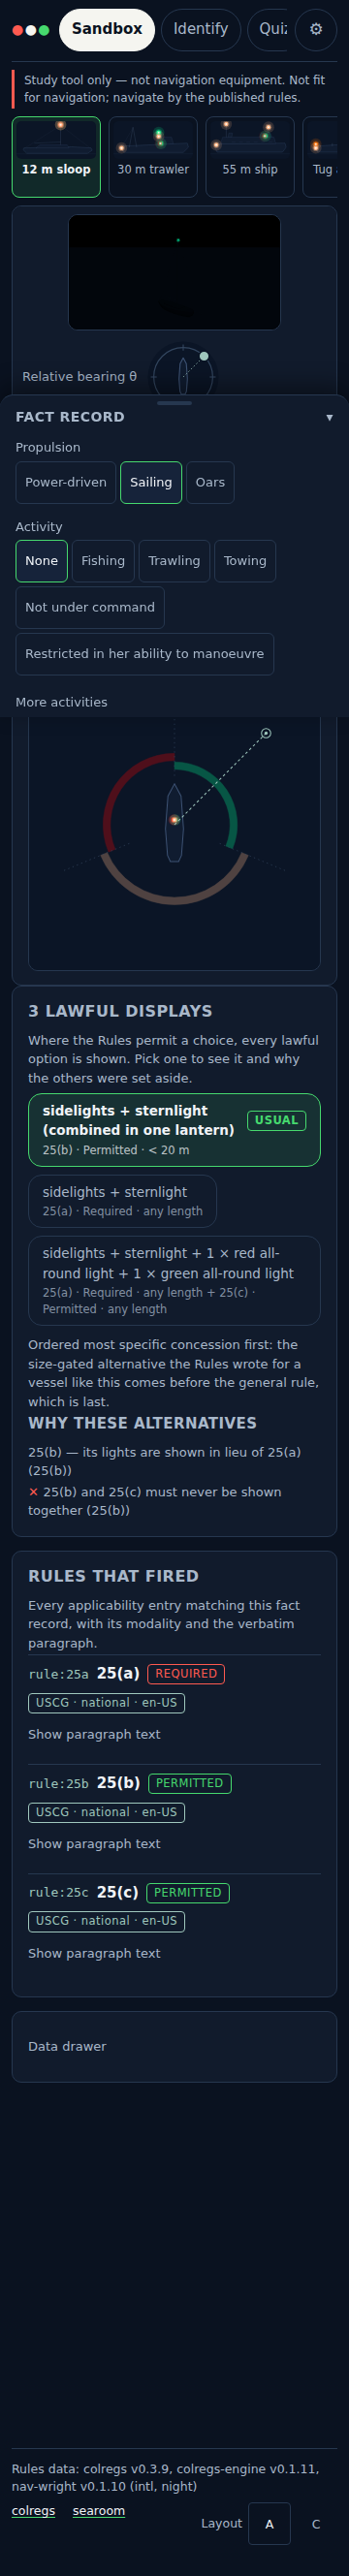 Sandbox Identify Quiz ⚙
Study tool only — not navigation equipment. Not fit
for navigation; navigate by the published rules.
12 m sloop 30 m trawler 55 m ship Tug
Relative bearing θ
FACT RECORD ▾
Propulsion
Power-driven Sailing Oars
Activity
None Fishing Trawling Towing
Not under command
Restricted in her ability to manoeuvre
More activities
3 LAWFUL DISPLAYS
Where the Rules permit a choice, every lawful
option is shown. Pick one to see it and why
the others were set aside.
sidelights + sternlight
(combined in one lantern) USUAL
25(b) · Permitted · < 20 m
sidelights + sternlight
25(a) · Required · any length
sidelights + sternlight + 1 × red all-
round light + 1 × green all-round light
25(a) · Required · any length + 25(c) ·
Permitted · any length
Ordered most specific concession first: the
size-gated alternative the Rules wrote for a
vessel like this comes before the general rule,
which is last.
WHY THESE ALTERNATIVES
25(b) — its lights are shown in lieu of 25(a)
(25(b))
✕ 25(b) and 25(c) must never be shown
together (25(b))
RULES THAT FIRED
Every applicability entry matching this fact
record, with its modality and the verbatim
paragraph.
rule:25a 25(a) REQUIRED
USCG · national · en-US
Show paragraph text
rule:25b 25(b) PERMITTED
USCG · national · en-US
Show paragraph text
rule:25c 25(c) PERMITTED
USCG · national · en-US
Show paragraph text
Data drawer
Rules data: colregs v0.3.9, colregs-engine v0.1.11,
nav-wright v0.1.10 (intl, night)
colregs searoom
Layout A C